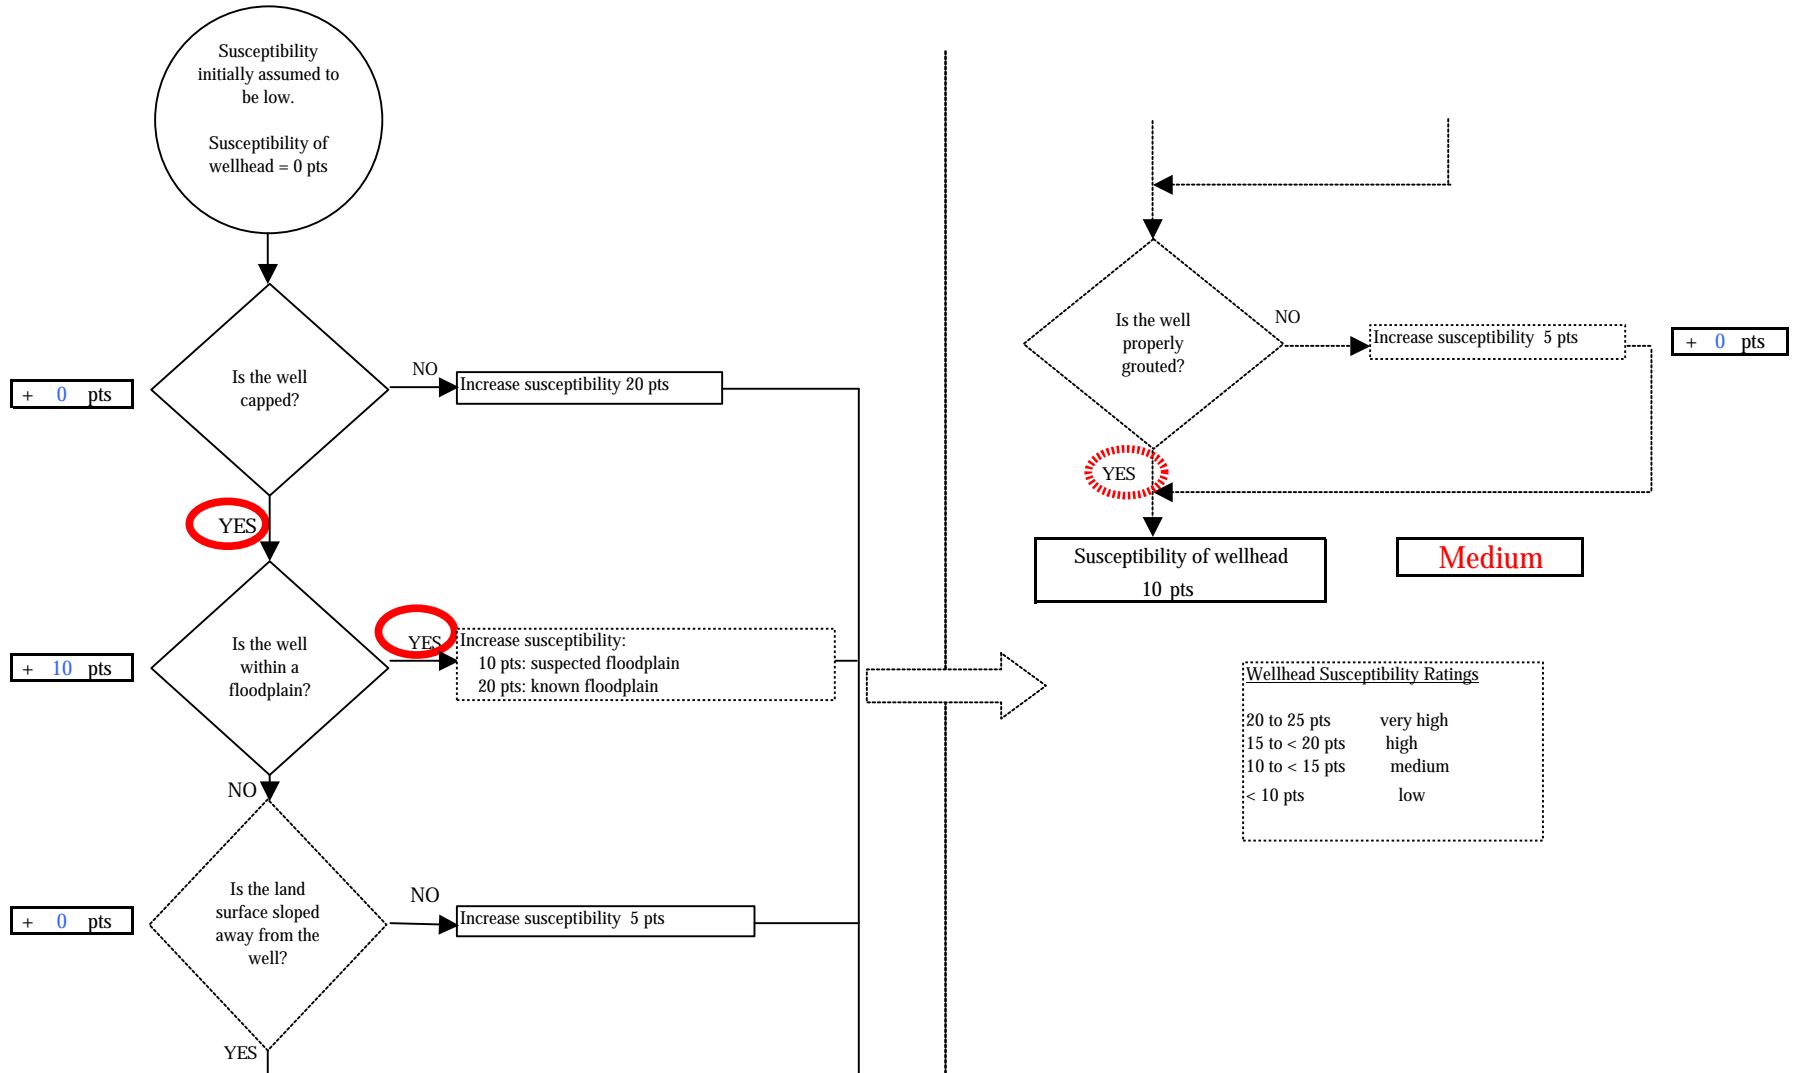 Susceptibility
initially assumed to
be low.
Susceptibility of
wellhead = 0 pts
Is the well
capped?
NO
Increase susceptibility 20 pts
+ 0 pts
YES
Is the well
within a
floodplain?
YES
Increase susceptibility:
10 pts: suspected floodplain
20 pts: known floodplain
+ 10 pts
NO
Is the land
surface sloped
away from the
well?
NO
Increase susceptibility 5 pts
+ 0 pts
YES
Is the well
properly
grouted?
NO
Increase susceptibility 5 pts
+ 0 pts
YES
Susceptibility of wellhead
10 pts
Medium
Wellhead Susceptibility Ratings
20 to 25 pts very high
15 to < 20 pts high
10 to < 15 pts medium
< 10 pts low